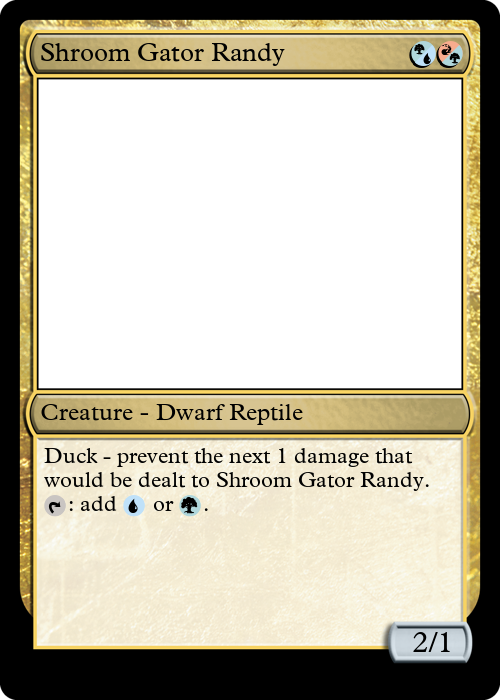 Shroom Gator Randy
Creature - Dwarf Reptile
Duck - prevent the next 1 damage that
would be dealt to Shroom Gator Randy.
: add or .
2/1